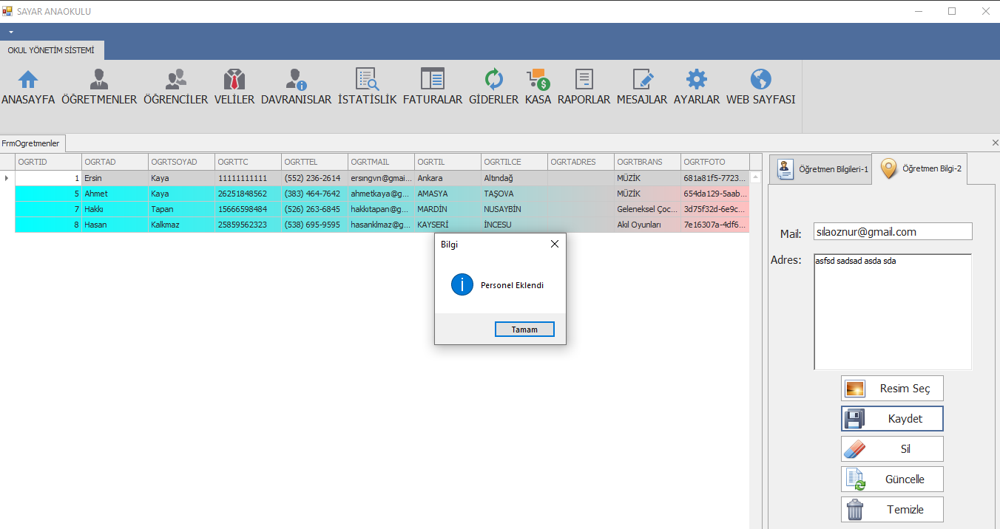 SAYAR ANAOKULU
OKUL YÖNETİM SİSTEMİ
ANASAYFA ÖĞRETMENLER ÖĞRENCİLER VELİLER DAVRANISLAR İSTATİSLİK FATURALAR GİDERLER KASA RAPORLAR MESAJLAR AYARLAR WEB SAYFASI
FrmOgretmenler
OGRTID OGRTAD OGRTSOYAD OGRTTC OGRTTEL OGRTMAIL OGRTIL OGRTILCE OGRTADRES OGRTBRANS OGRTFOTO
1 Ersin Kaya 11111111111 (552) 236-2614 ersıngvn@gmai... Ankara Altındağ MÜZİK 681a81f5-7723...
5 Ahmet Kaya 26251848562 (383) 464-7642 ahmetkaya@g... AMASYA TAŞOVA MÜZİK 654da129-5aab...
7 Hakkı Tapan 15666598484 (526) 263-6845 hakkıtapan@g... MARDİN NUSAYBİN Geleneksel Çoc... 3d75f32d-6e9c...
8 Hasan Kalkmaz 25859562323 (538) 695-9595 hasanklmaz@g... KAYSERİ İNCESU Akıl Oyunları 7e16307a-4df6...
Bilgi
Personel Eklendi
Tamam
Öğretmen Bilgileri-1 Öğretmen Bilgi-2
Mail: sılaoznur@gmail.com
Adres: asfsd sadsad asda sda
Resim Seç
Kaydet
Sil
Güncelle
Temizle